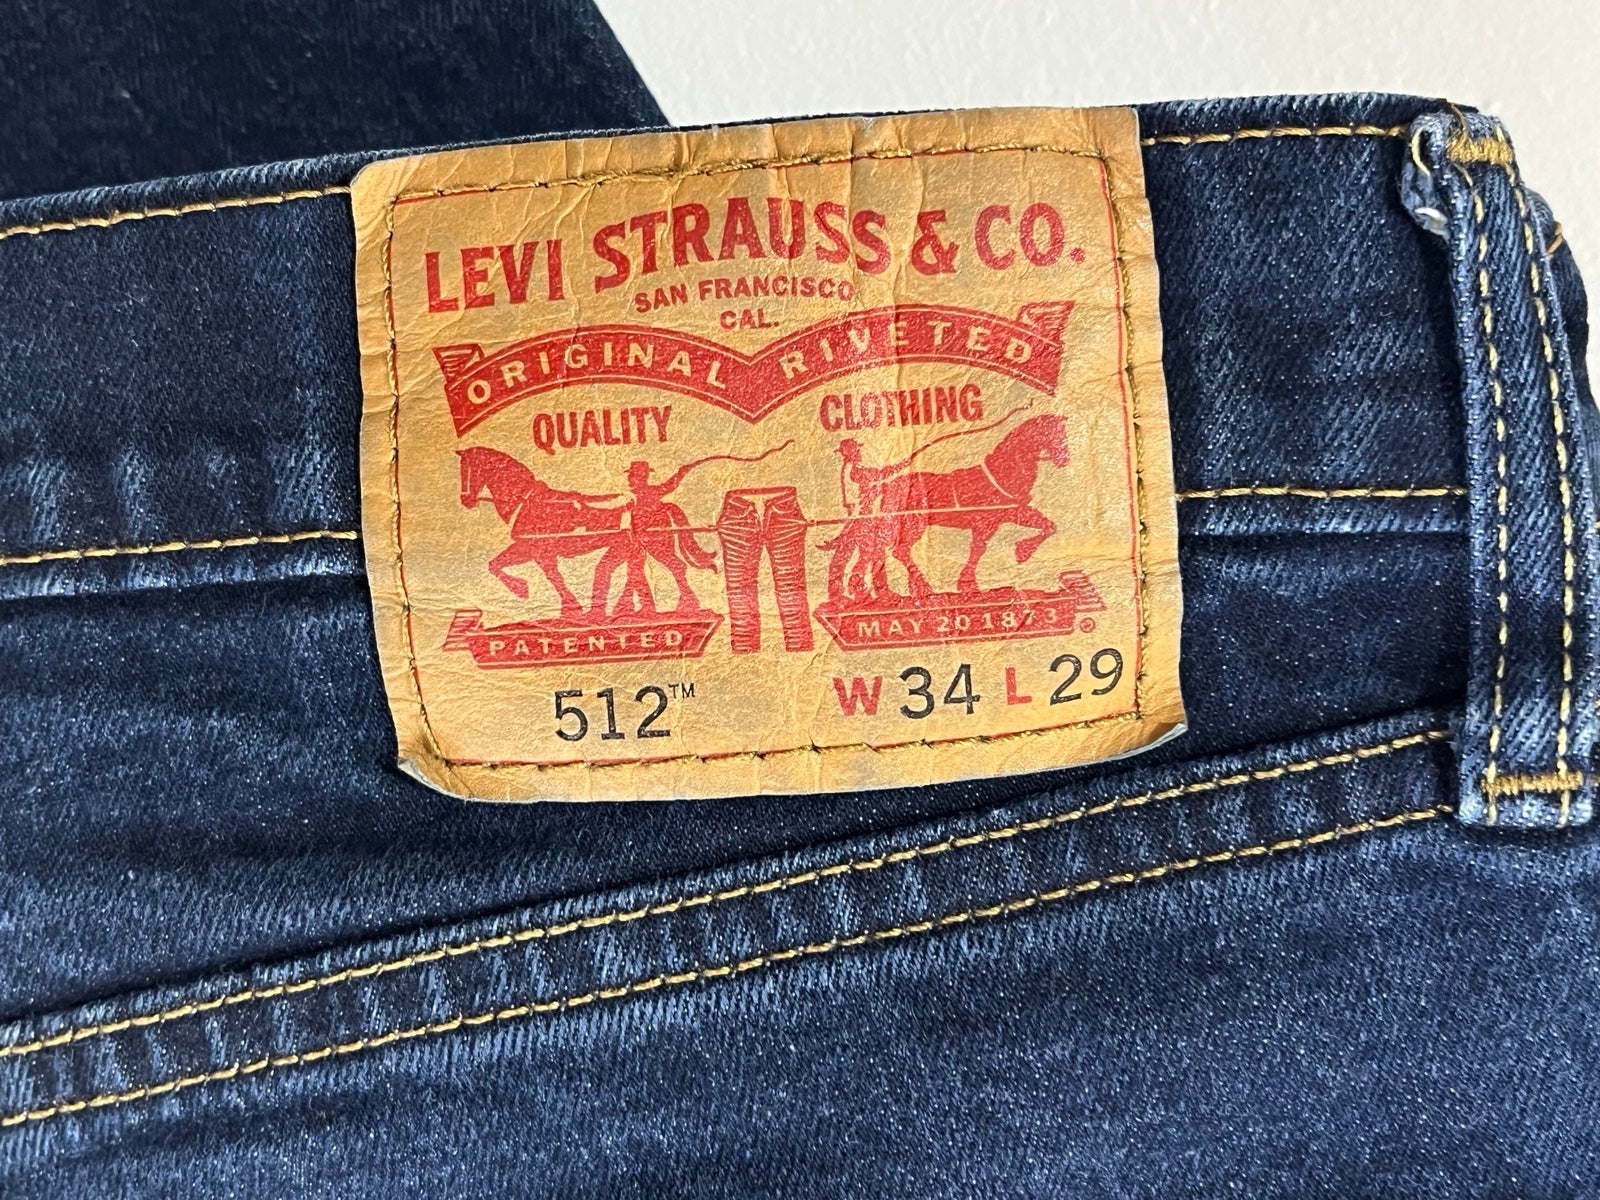 LEVI STRAUSS & CO.
SAN FRANCISCO
CAL.
ORIGINAL RIVETED
QUALITY CLOTHING
PATENTED MAY 20 1873 ®
512™ W 34 L 29